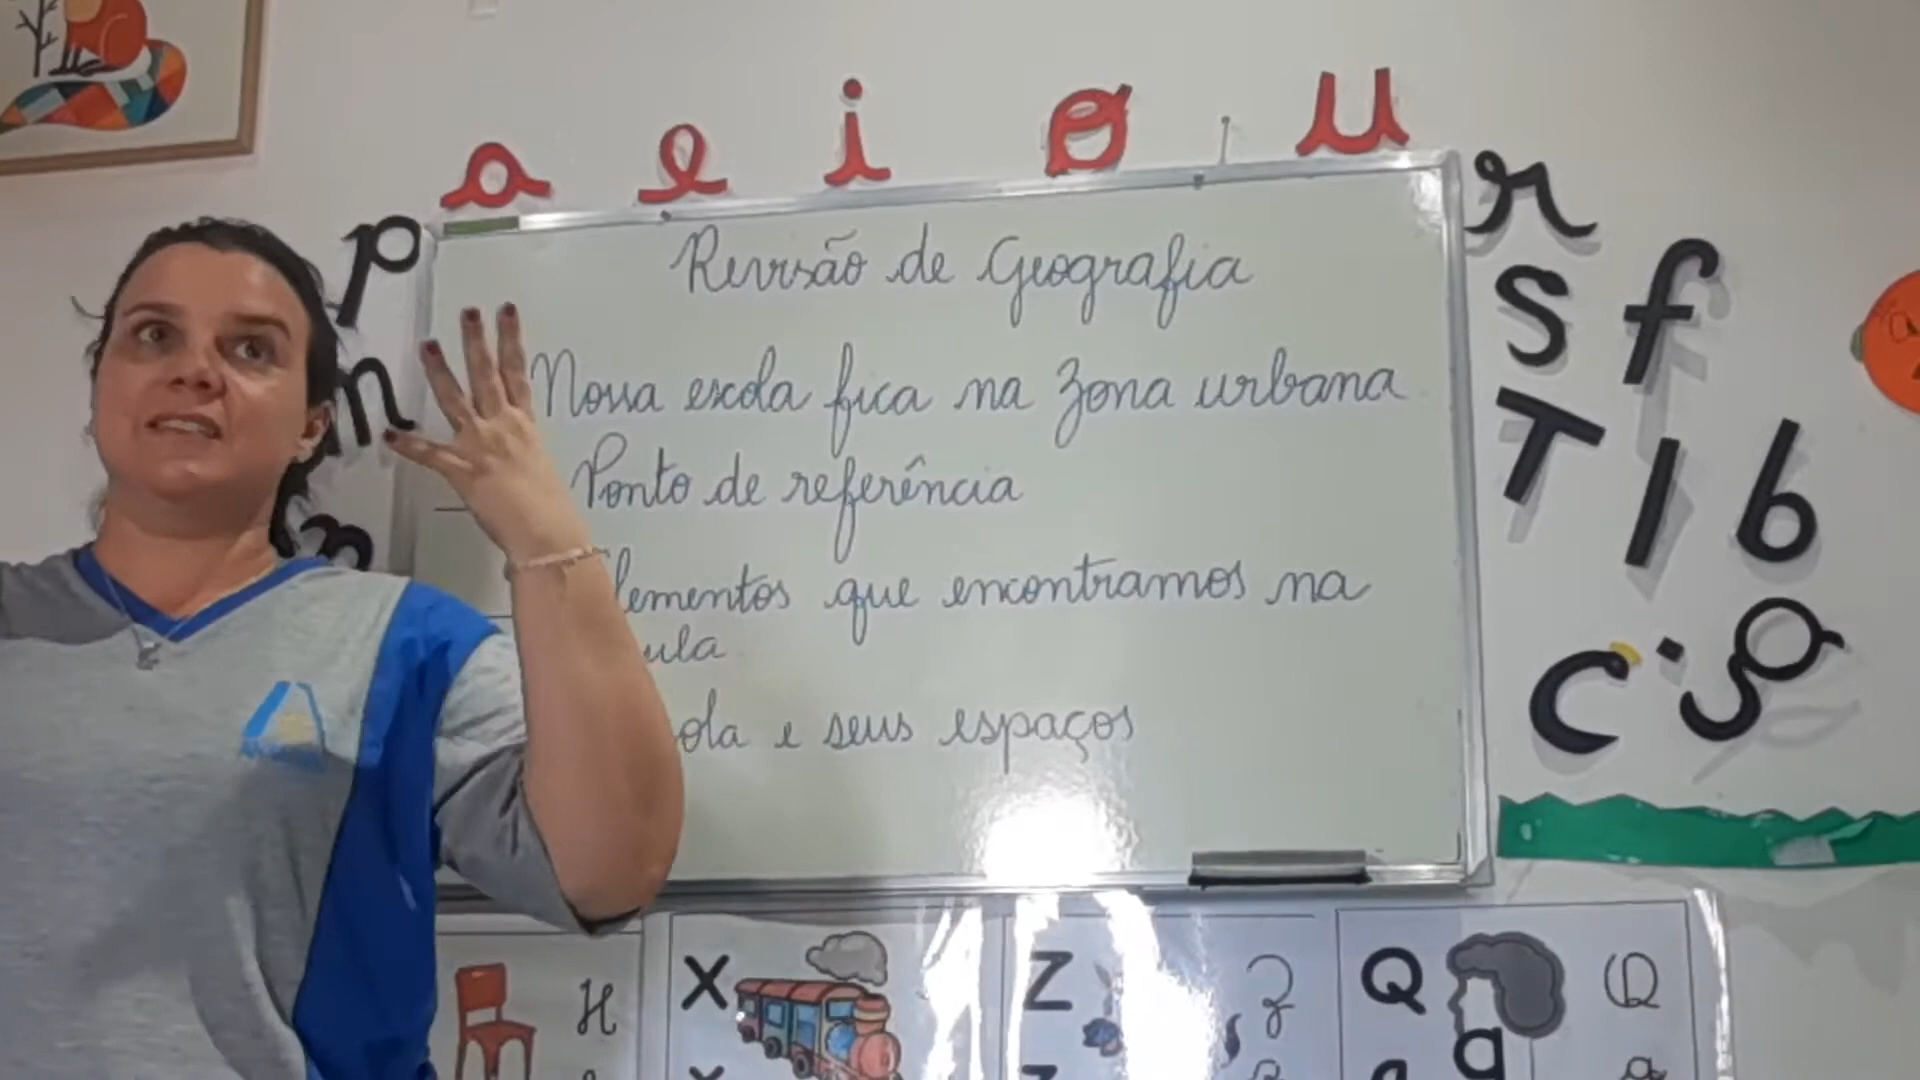 a e i o u
p
r
Revisão de Geografia
s f
n
Nossa escola fica na zona urbana
T l b
Ponto de referência
lementos que encontramos na
ula
c g
ola e seus espaços
H
X
Z
Q Q
q